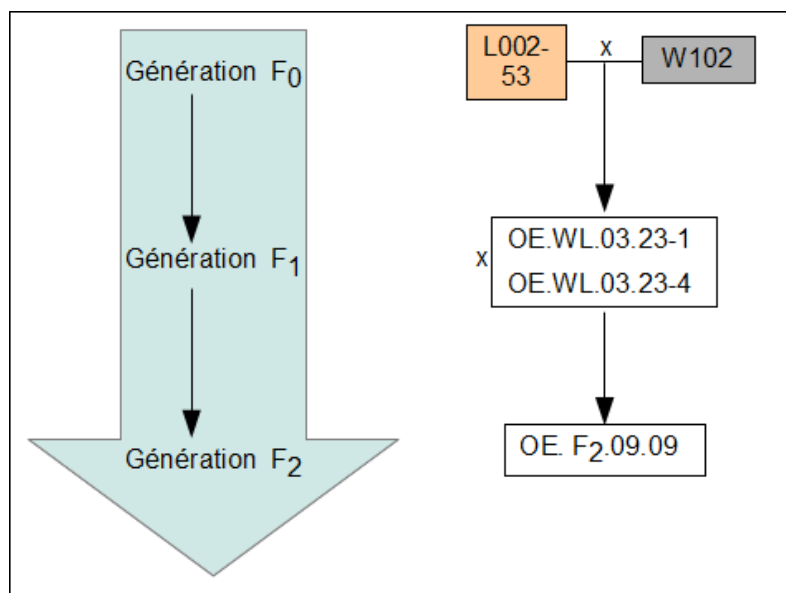 Génération F0
L002-
53
x
W102
Génération F1
x
OE.WL.03.23-1
OE.WL.03.23-4
Génération F2
OE. F2.09.09